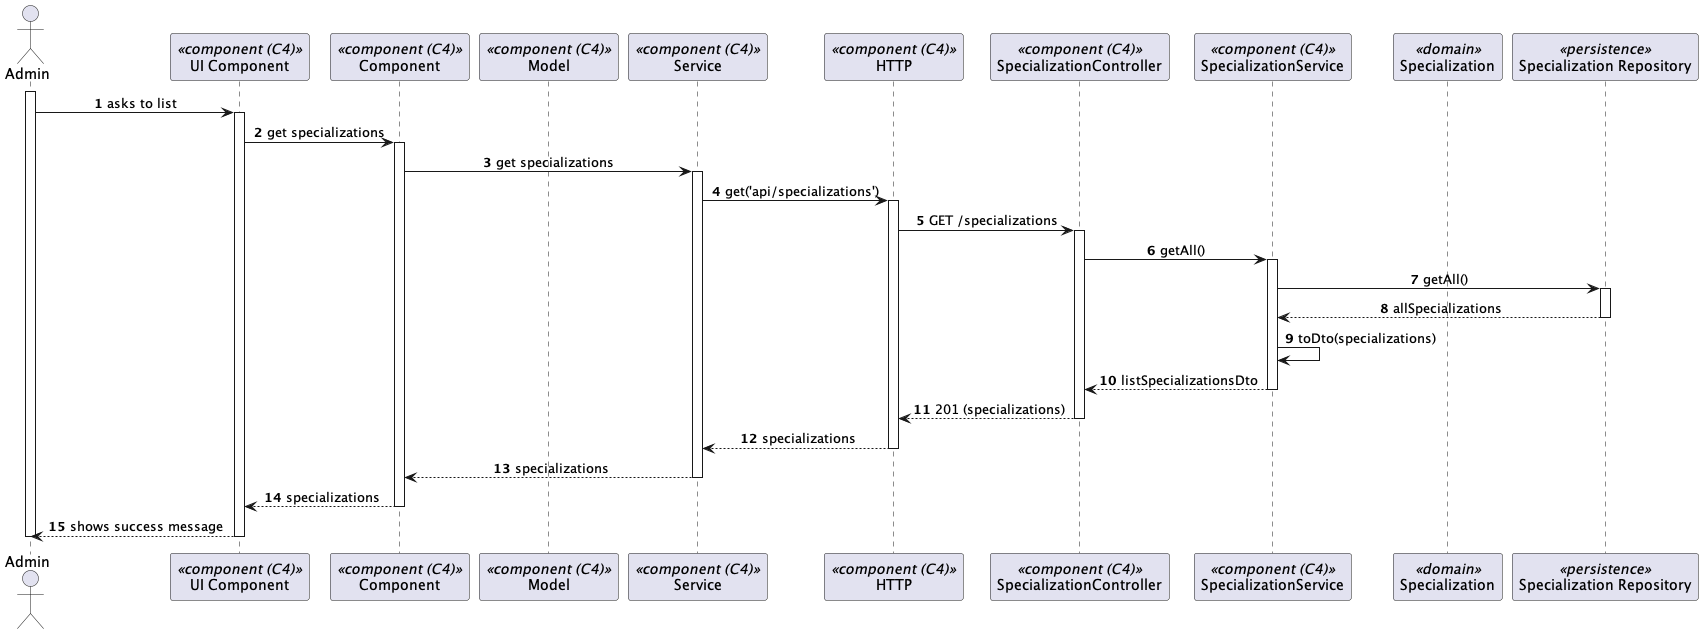 Admin
«component (C4)»
UI Component
«component (C4)»
Component
«component (C4)»
Model
«component (C4)»
Service
«component (C4)»
HTTP
«component (C4)»
SpecializationController
«component (C4)»
SpecializationService
«domain»
Specialization
«persistence»
Specialization Repository
1 asks to list
2 get specializations
3 get specializations
4 get('api/specializations')
5 GET /specializations
6 getAll()
7 getAll()
8 allSpecializations
9 toDto(specializations)
10 listSpecializationsDto
11 201 (specializations)
12 specializations
13 specializations
14 specializations
15 shows success message
Admin
«component (C4)»
UI Component
«component (C4)»
Component
«component (C4)»
Model
«component (C4)»
Service
«component (C4)»
HTTP
«component (C4)»
SpecializationController
«component (C4)»
SpecializationService
«domain»
Specialization
«persistence»
Specialization Repository